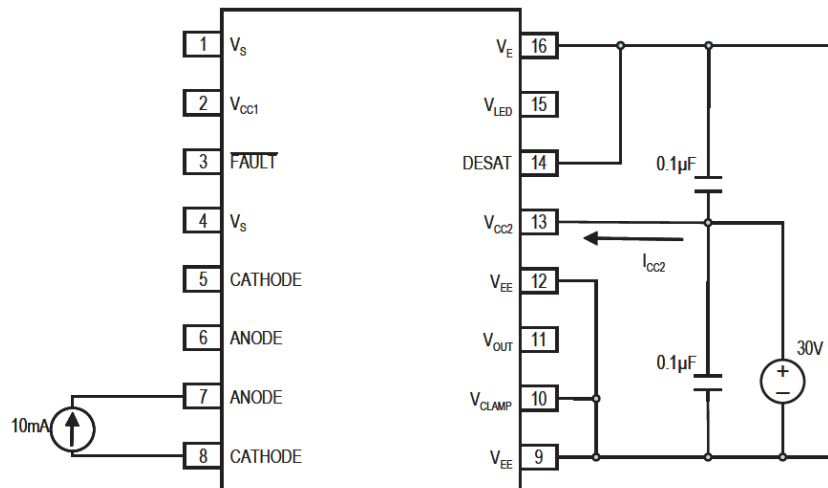 1 VS VE 16
2 VCC1 VLED 15
3 FAULT DESAT 14 0.1µF
4 VS VCC2 13
ICC2
5 CATHODE VEE 12
6 ANODE VOUT 11
0.1µF 30V
7 ANODE VCLAMP 10
10mA
8 CATHODE VEE 9
+
–